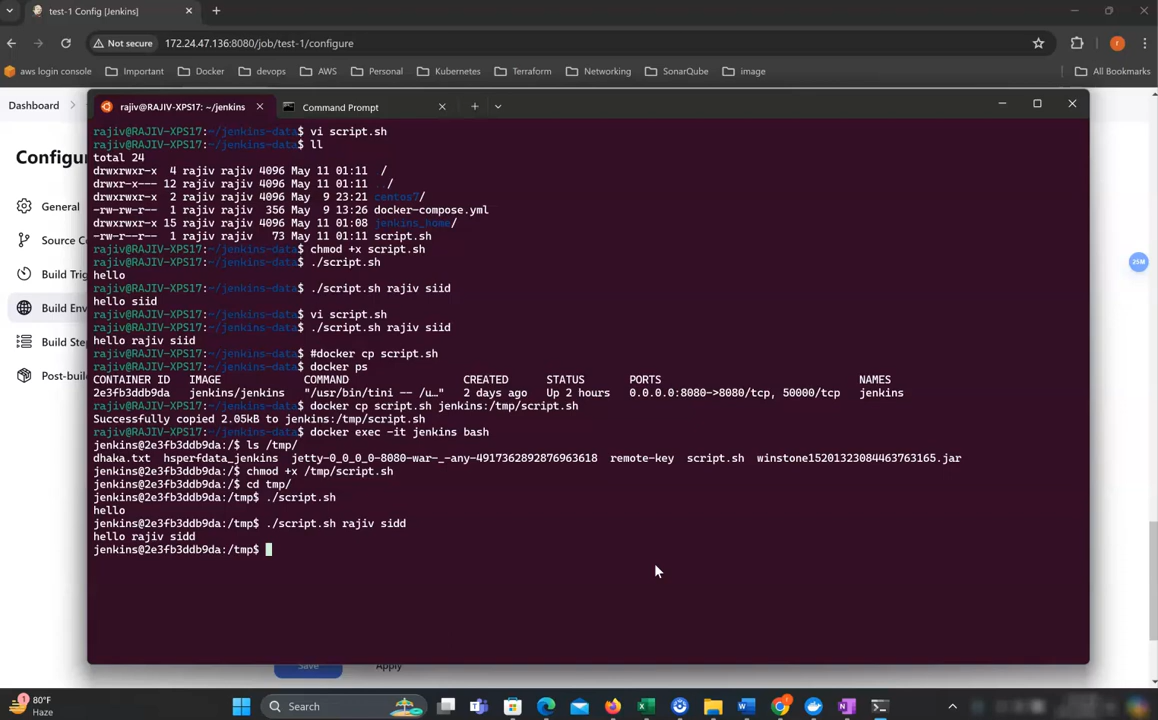 test-1 Config [Jenkins]
Not secure
172.24.47.136:8080/job/test-1/configure
aws login console
Important
Docker
devops
AWS
Personal
Kubernetes
Terraform
Networking
SonarQube
image
All Bookmarks
Dashboard
rajiv@RAJIV-XPS17: ~/jenkins
Command Prompt
Configu
General
Source C
Build Trig
Build Env
Build Ste
Post-buil
rajiv@RAJIV-XPS17:~/jenkins-data$ vi script.sh
rajiv@RAJIV-XPS17:~/jenkins-data$ ll
total 24
drwxrwxr-x  4 rajiv rajiv 4096 May 11 01:11 ./
drwxr-x--- 12 rajiv rajiv 4096 May 11 01:11 ../
drwxrwxr-x  2 rajiv rajiv 4096 May  9 23:21 centos7/
-rw-rw-r--  1 rajiv rajiv  356 May  9 13:26 docker-compose.yml
drwxrwxr-x 15 rajiv rajiv 4096 May 11 01:08 jenkins_home/
-rw-r--r--  1 rajiv rajiv   73 May 11 01:11 script.sh
rajiv@RAJIV-XPS17:~/jenkins-data$ chmod +x script.sh
rajiv@RAJIV-XPS17:~/jenkins-data$ ./script.sh
hello
rajiv@RAJIV-XPS17:~/jenkins-data$ ./script.sh rajiv siid
hello siid
rajiv@RAJIV-XPS17:~/jenkins-data$ vi script.sh
rajiv@RAJIV-XPS17:~/jenkins-data$ ./script.sh rajiv siid
hello rajiv siid
rajiv@RAJIV-XPS17:~/jenkins-data$ #docker cp script.sh
rajiv@RAJIV-XPS17:~/jenkins-data$ docker ps
CONTAINER ID   IMAGE             COMMAND                  CREATED      STATUS       PORTS                               NAMES
2e3fb3ddb9da   jenkins/jenkins   "/usr/bin/tini -- /u…"   2 days ago   Up 2 hours   0.0.0.0:8080->8080/tcp, 50000/tcp   jenkins
rajiv@RAJIV-XPS17:~/jenkins-data$ docker cp script.sh jenkins:/tmp/script.sh
Successfully copied 2.05kB to jenkins:/tmp/script.sh
rajiv@RAJIV-XPS17:~/jenkins-data$ docker exec -it jenkins bash
jenkins@2e3fb3ddb9da:/$ ls /tmp/
dhaka.txt  hsperfdata_jenkins  jetty-0_0_0_0-8080-war-_-any-4917362892876963618  remote-key  script.sh  winstone15201323084463763165.jar
jenkins@2e3fb3ddb9da:/$ chmod +x /tmp/script.sh
jenkins@2e3fb3ddb9da:/$ cd tmp/
jenkins@2e3fb3ddb9da:/tmp$ ./script.sh
hello
jenkins@2e3fb3ddb9da:/tmp$ ./script.sh rajiv sidd
hello rajiv sidd
jenkins@2e3fb3ddb9da:/tmp$
25M
Save
Apply
80°F
Haze
Search